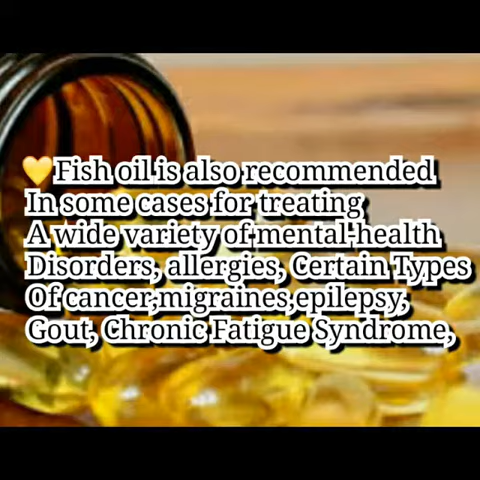 💛Fish oil is also recommended
In some cases for treating
A wide variety of mental-health
Disorders, allergies, Certain Types
Of cancer,migraines,epilepsy,
Gout, Chronic Fatigue Syndrome,